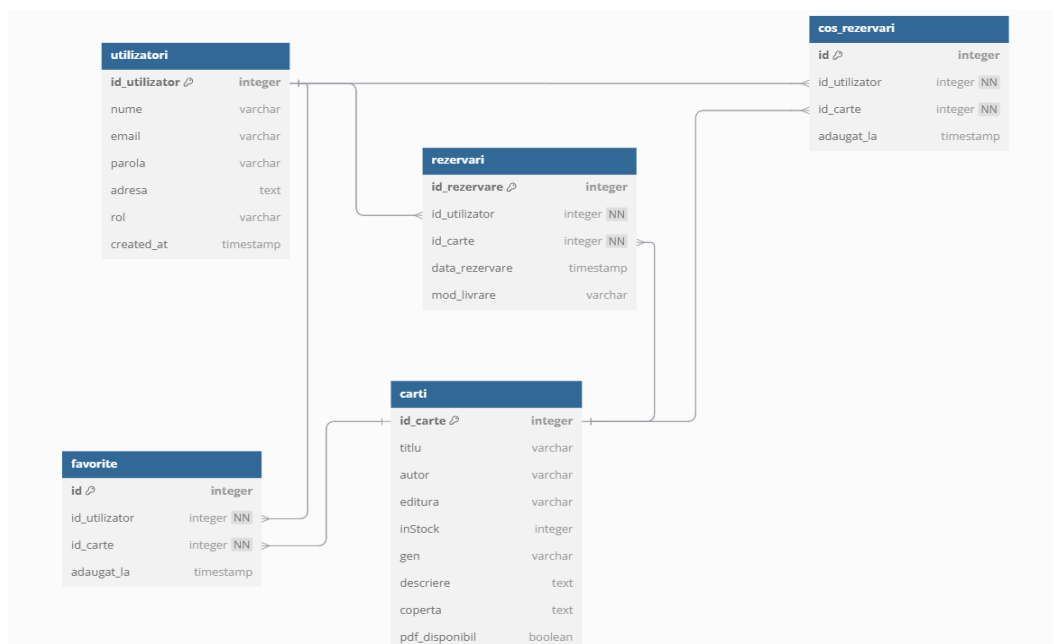 utilizatori
id_utilizator integer
nume varchar
email varchar
parola varchar
adresa text
rol varchar
created_at timestamp
cos_rezervari
id integer
id_utilizator integer NN
id_carte integer NN
adaugat_la timestamp
rezervari
id_rezervare integer
id_utilizator integer NN
id_carte integer NN
data_rezervare timestamp
mod_livrare varchar
carti
id_carte integer
titlu varchar
autor varchar
editura varchar
inStock integer
gen varchar
descriere text
coperta text
pdf_disponibil boolean
favorite
id integer
id_utilizator integer NN
id_carte integer NN
adaugat_la timestamp